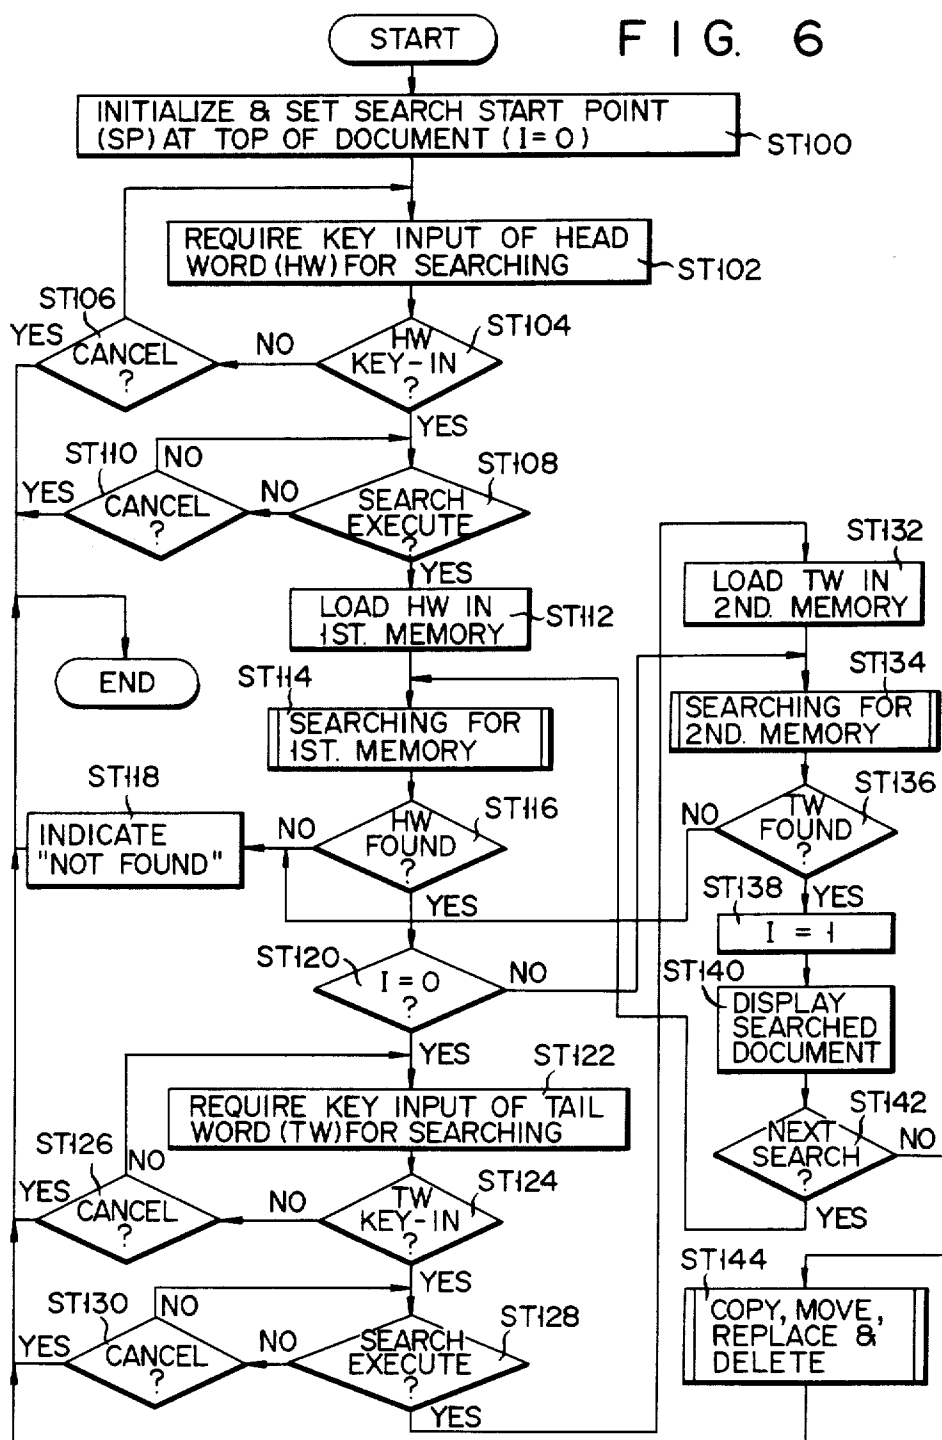 START
FIG. 6
INITIALIZE & SET SEARCH START POINT
(SP) AT TOP OF DOCUMENT (I=0)
ST100
REQUIRE KEY INPUT OF HEAD
WORD (HW) FOR SEARCHING
ST102
ST106
YES
CANCEL
?
NO
ST104
HW
KEY-IN
?
YES
ST110
NO
YES
CANCEL
?
NO
ST108
SEARCH
EXECUTE
?
YES
LOAD HW IN
1ST. MEMORY
ST112
END
ST114
SEARCHING FOR
1ST. MEMORY
ST118
INDICATE
"NOT FOUND"
NO
ST116
HW
FOUND
?
YES
ST120
I=0
?
NO
YES
ST122
REQUIRE KEY INPUT OF TAIL
WORD (TW) FOR SEARCHING
ST126
NO
YES
CANCEL
?
NO
ST124
TW
KEY-IN
?
YES
ST130
NO
YES
CANCEL
?
NO
ST128
SEARCH
EXECUTE
?
YES
ST132
LOAD TW IN
2ND. MEMORY
ST134
SEARCHING FOR
2ND. MEMORY
ST136
NO
TW
FOUND
?
YES
ST138
I = 1
ST140
DISPLAY
SEARCHED
DOCUMENT
ST142
NEXT
SEARCH
?
NO
YES
ST144
COPY, MOVE,
REPLACE &
DELETE